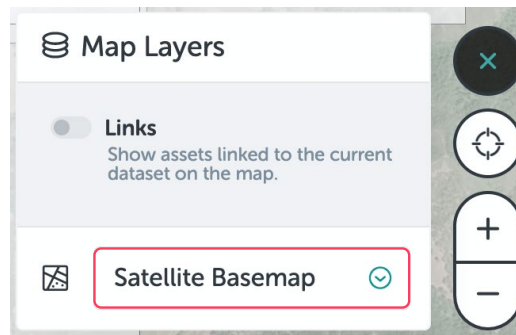 Map Layers
Links
Show assets linked to the current
dataset on the map.
Satellite Basemap